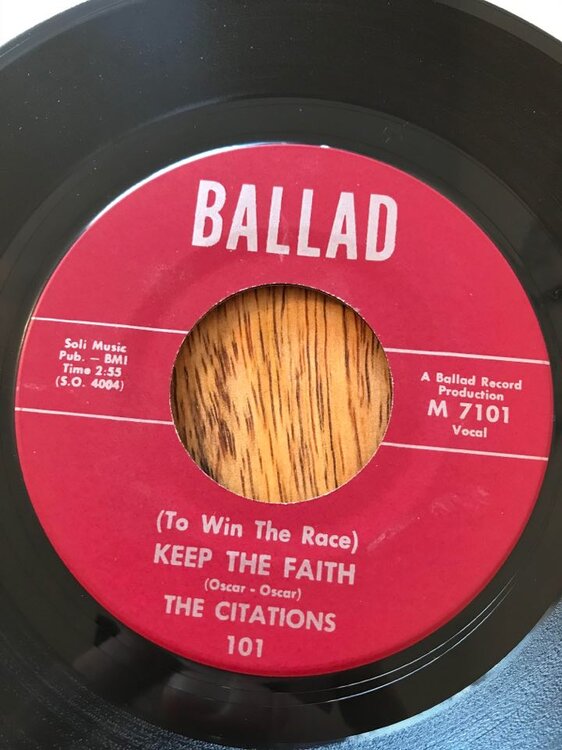 BALLAD
Soli Music
Pub. – BMI
Time 2:55
(S.O. 4004)
A Ballad Record
Production
M 7101
Vocal
(To Win The Race)
KEEP THE FAITH
(Oscar - Oscar)
THE CITATIONS
101